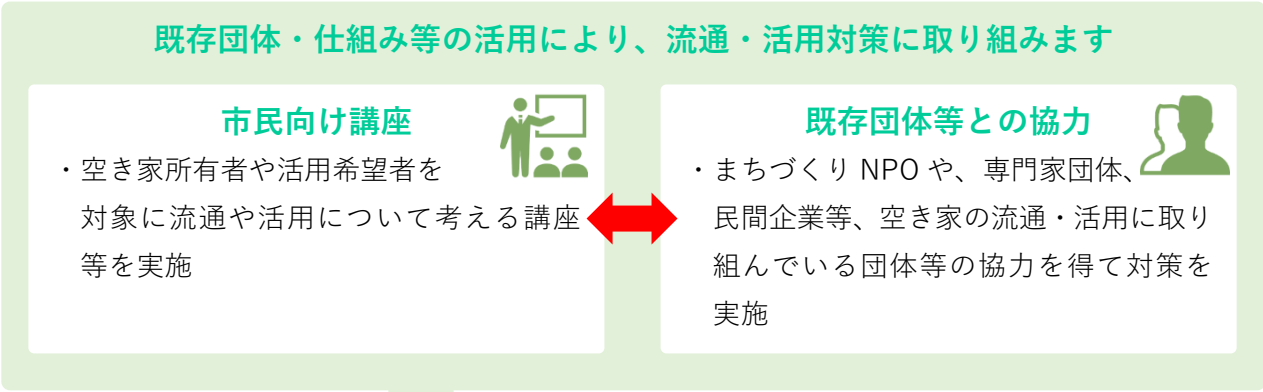 既存団体・仕組み等の活用により、流通・活用対策に取り組みます
市民向け講座
・空き家所有者や活用希望者を
対象に流通や活用について考える講座
等を実施
既存団体等との協力
・まちづくり NPO や、専門家団体、
民間企業等、空き家の流通・活用に取り
組んでいる団体等の協力を得て対策を
実施